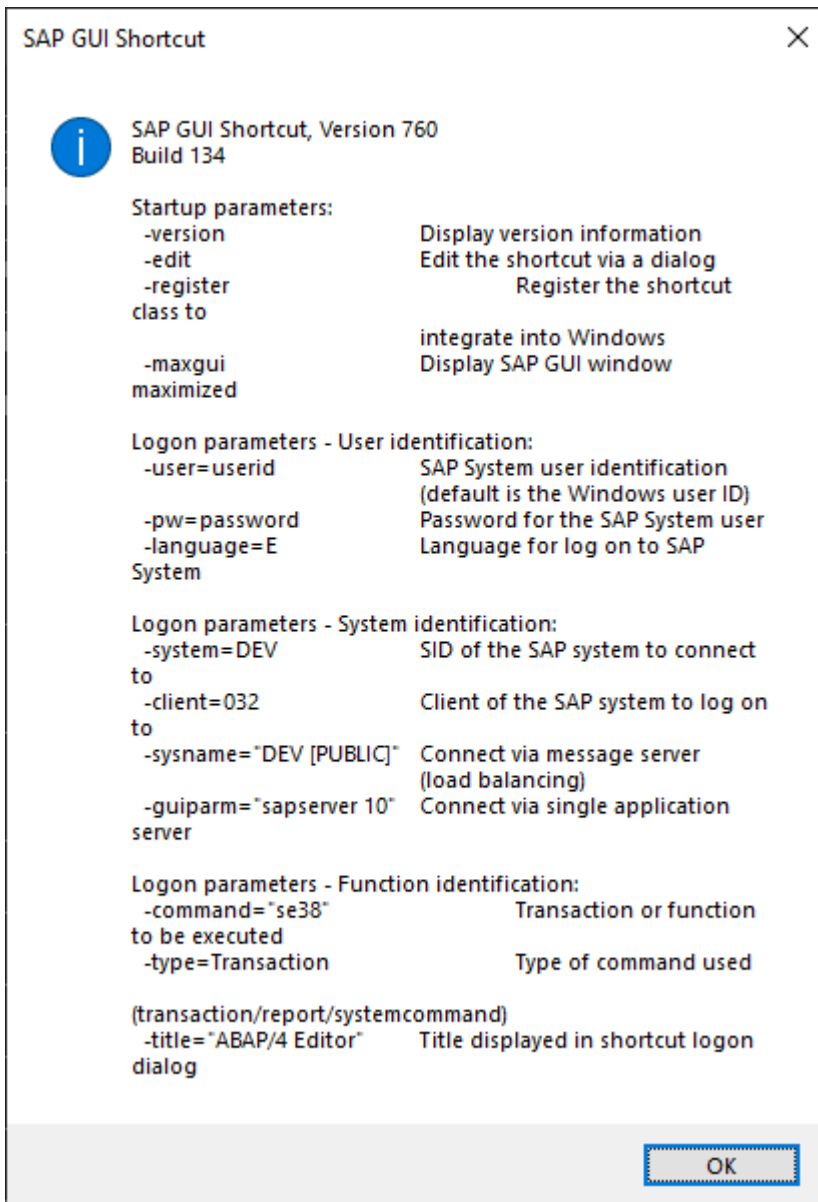 SAP GUI Shortcut
SAP GUI Shortcut, Version 760
Build 134
Startup parameters:
-version Display version information
-edit Edit the shortcut via a dialog
-register Register the shortcut
class to
integrate into Windows
-maxgui Display SAP GUI window
maximized
Logon parameters - User identification:
-user=userid SAP System user identification
(default is the Windows user ID)
-pw=password Password for the SAP System user
-language=E Language for log on to SAP
System
Logon parameters - System identification:
-system=DEV SID of the SAP system to connect
to
-client=032 Client of the SAP system to log on
to
-sysname="DEV [PUBLIC]" Connect via message server
(load balancing)
-guiparm="sapserver 10" Connect via single application
server
Logon parameters - Function identification:
-command="se38" Transaction or function
to be executed
-type=Transaction Type of command used
(transaction/report/systemcommand)
-title="ABAP/4 Editor" Title displayed in shortcut logon
dialog
OK